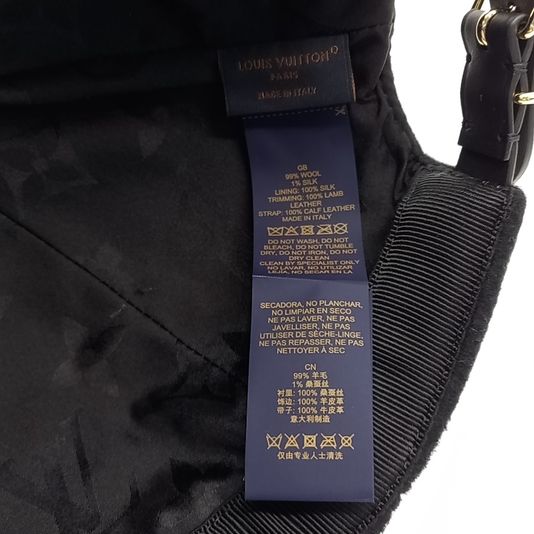 LOUIS VUITTON
PARIS
MADE IN ITALY
GB
99% WOOL
1% SILK
LINING: 100% SILK
TRIMMING: 100% LAMB
LEATHER
STRAP: 100% CALF LEATHER
MADE IN ITALY
DO NOT WASH, DO NOT
BLEACH, DO NOT TUMBLE
DRY, DO NOT IRON, DO NOT
DRY CLEAN
CLEAN BY SPECIALIST ONLY
NO LAVAR, NO UTILIZAR
LEJÍA, NO SECAR EN LA
SECADORA, NO PLANCHAR,
NO LIMPIAR EN SECO
NE PAS LAVER, NE PAS
JAVELLISER, NE PAS
UTILISER DE SÈCHE-LINGE,
NE PAS REPASSER, NE PAS
NETTOYER À SEC
CN
99% 羊毛
1% 桑蚕丝
衬里: 100% 桑蚕丝
饰边: 100% 羊皮革
带子: 100% 牛皮革
意大利制造
仅由专业人士清洗